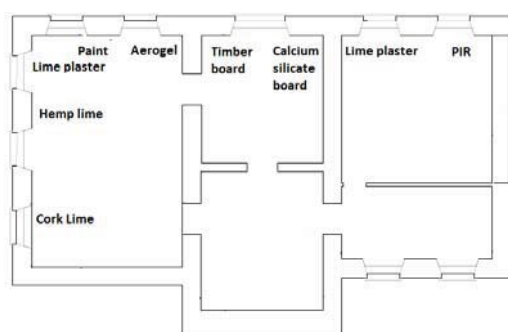 Paint
Aerogel
Lime plaster
Hemp lime
Cork Lime
Timber
board
Calcium
silicate
board
Lime plaster
PIR